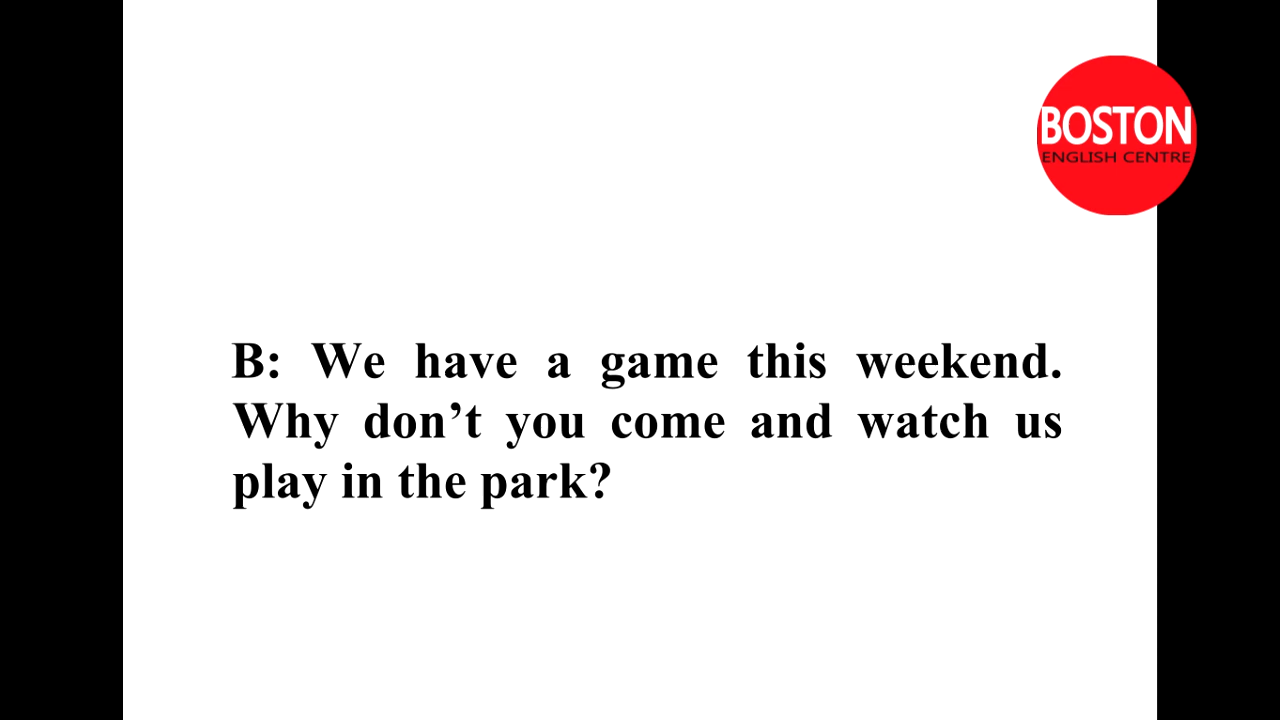 BOSTON
ENGLISH CENTRE
B: We have a game this weekend.
Why don’t you come and watch us
play in the park?